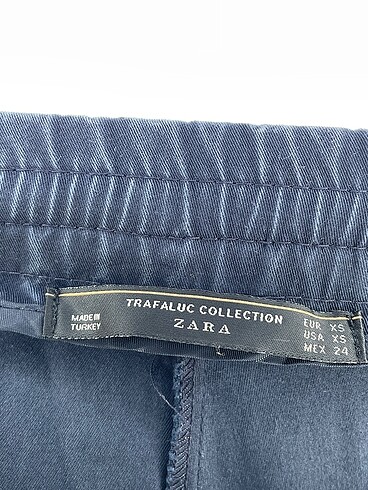 TRAFALUC COLLECTION
ZARA
MADE IN
TURKEY
EUR XS
USA XS
MEX 24